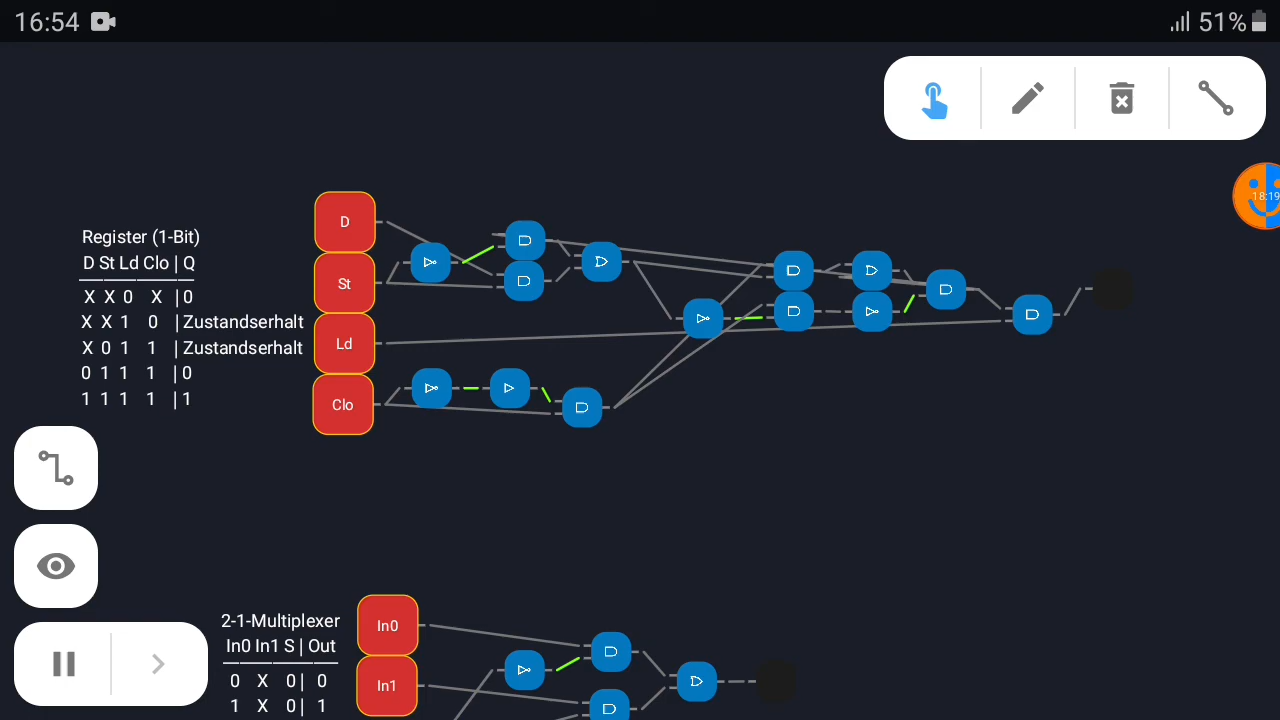 16:54
51%
18:19
Register (1-Bit)
D St Ld Clo | Q
X X 0 X | 0
X X 1 0 | Zustandserhalt
X 0 1 1 | Zustandserhalt
0 1 1 1 | 0
1 1 1 1 | 1
D
St
Ld
Clo
2-1-Multiplexer
In0 In1 S | Out
0 X 0 | 0
1 X 0 | 1
In0
In1